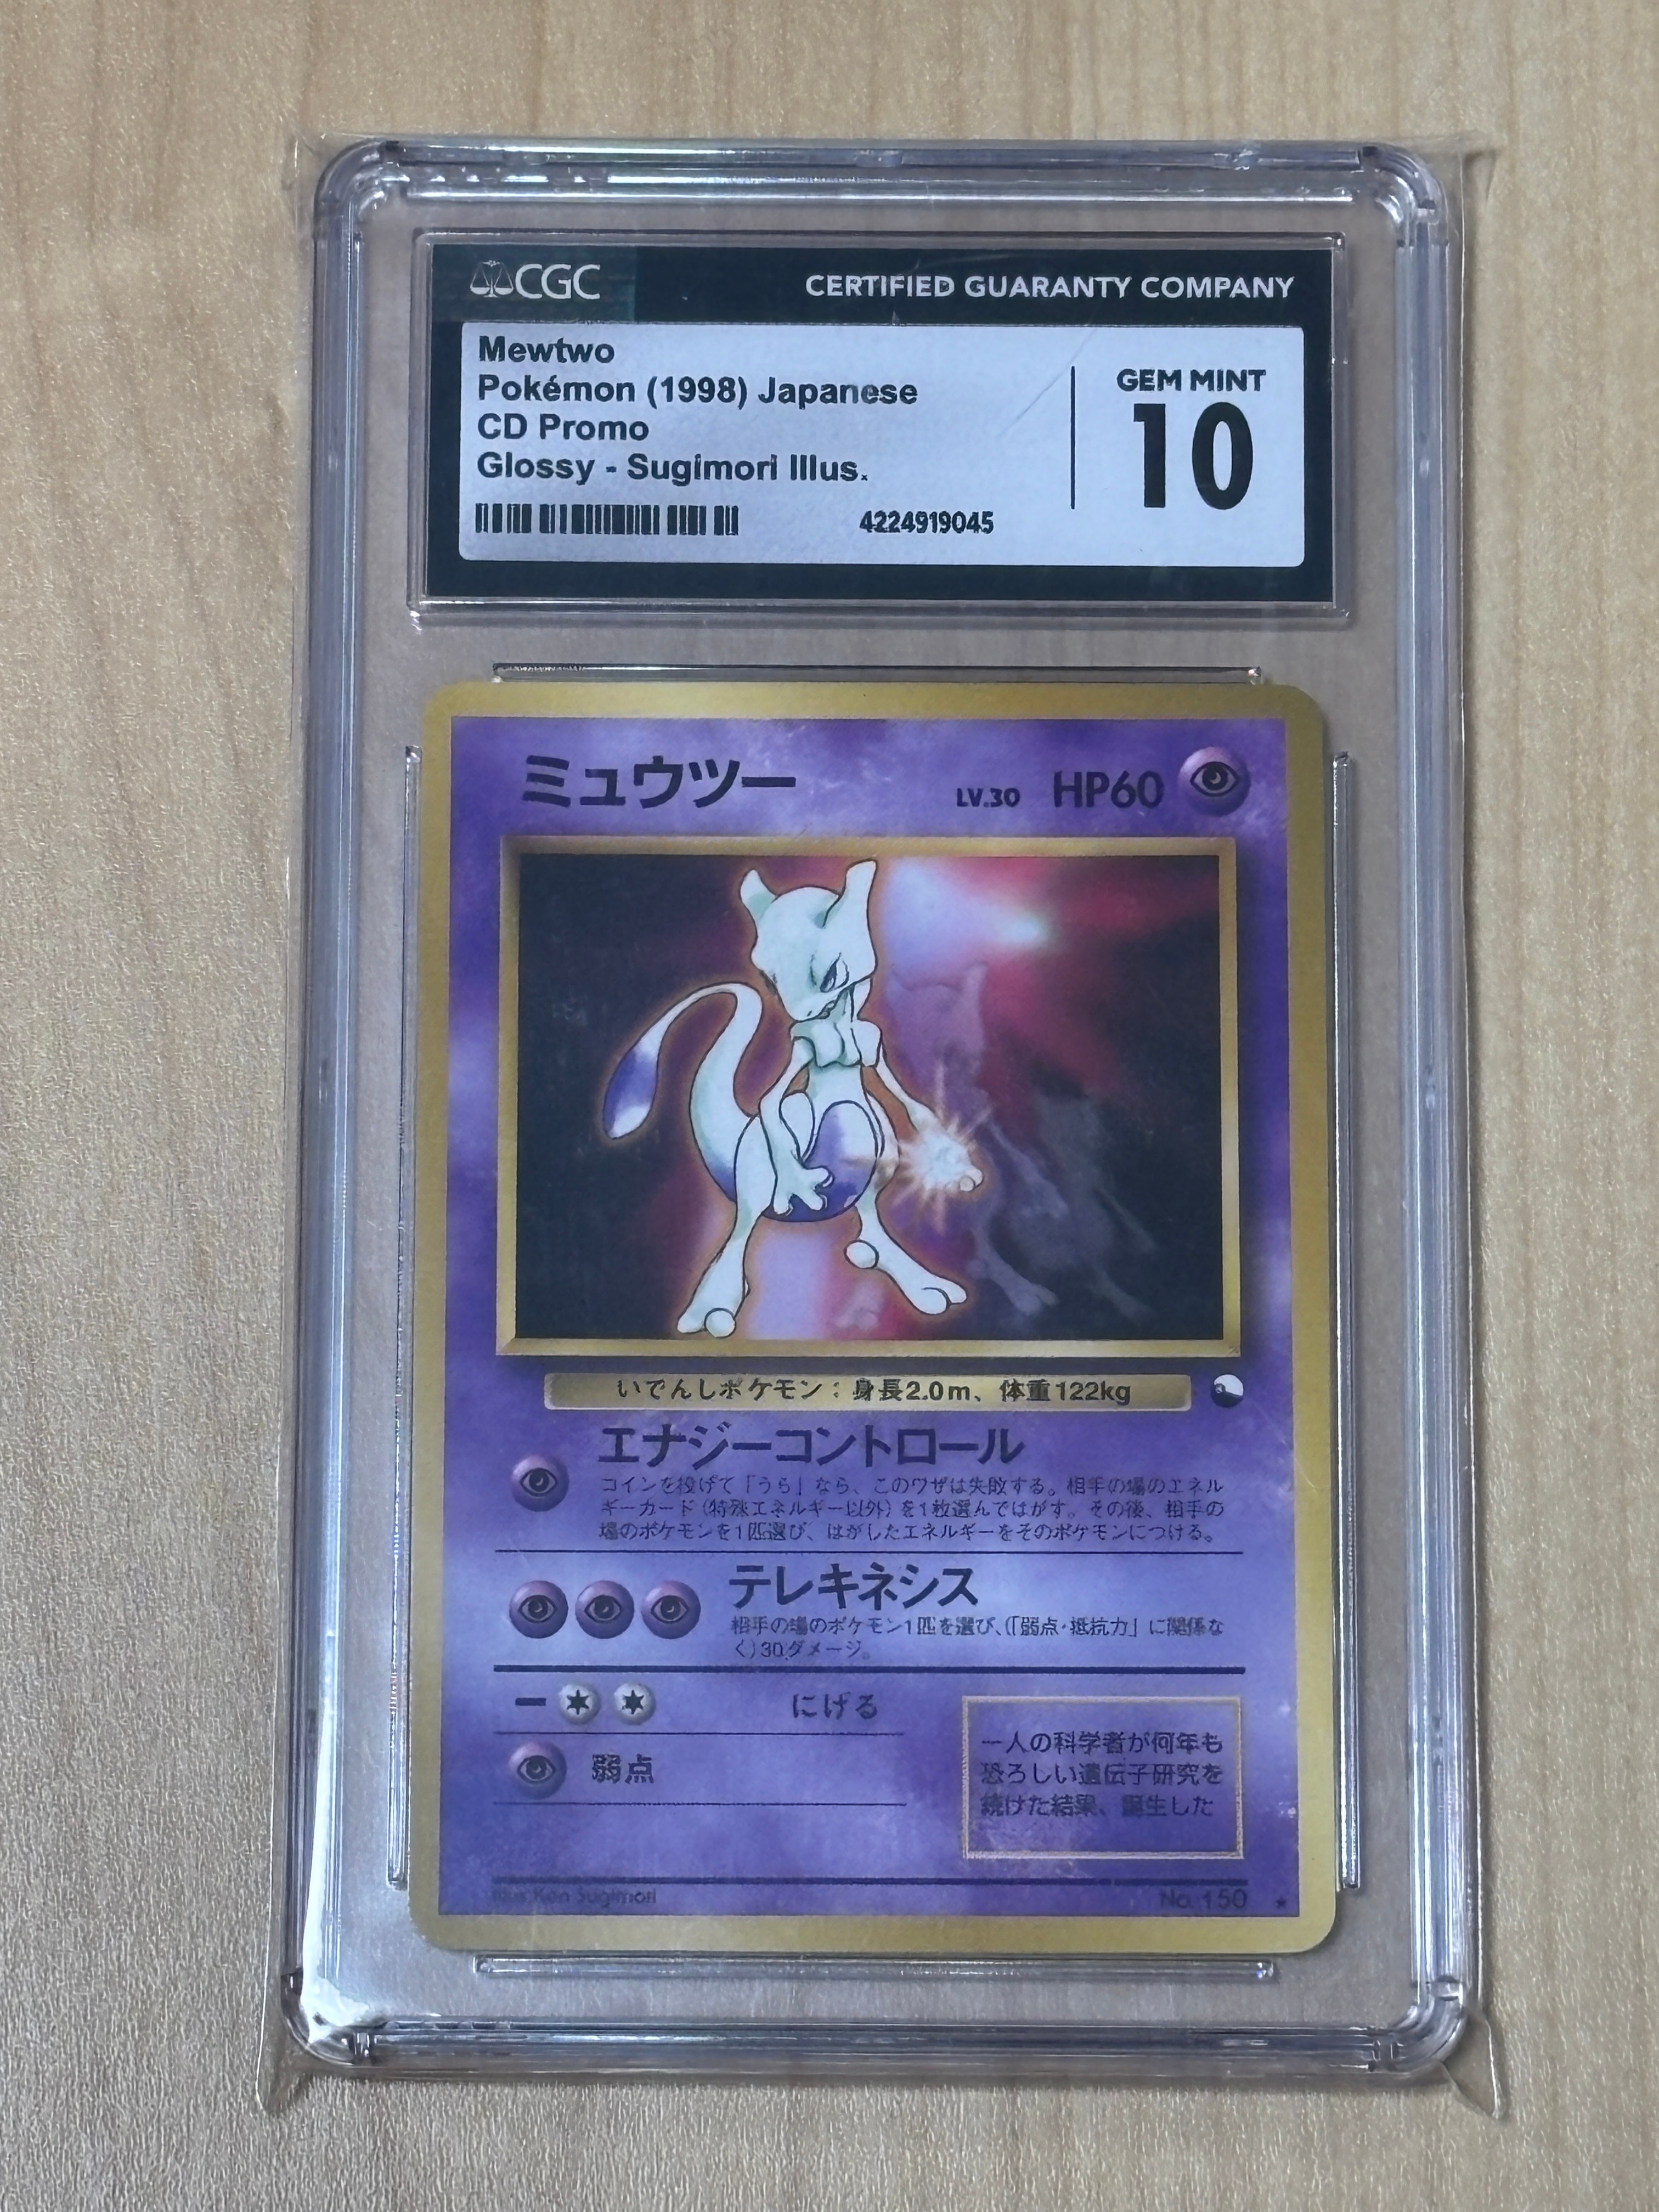 CGC CERTIFIED GUARANTY COMPANY
Mewtwo
Pokémon (1998) Japanese
CD Promo
Glossy - Sugimori Illus.
GEM MINT
10
4224919045
ミュウツー LV.30 HP60
いでんしポケモン：身長2.0m、体重122kg
エナジーコントロール
コインを投げて「うら」なら、このワザは失敗する。相手の場のエネル
ギーカード（特殊エネルギー以外）を1枚選んではがす。その後、相手の
場のポケモンを1匹選び、はがしたエネルギーをそのポケモンにつける。
テレキネシス
相手の場のポケモン1匹を選び、（「弱点・抵抗力」に関係な
く）30ダメージ。
ー にげる
弱点
一人の科学者が何年も
恐ろしい遺伝子研究を
続けた結果、誕生した
Illus. Ken Sugimori No. 150